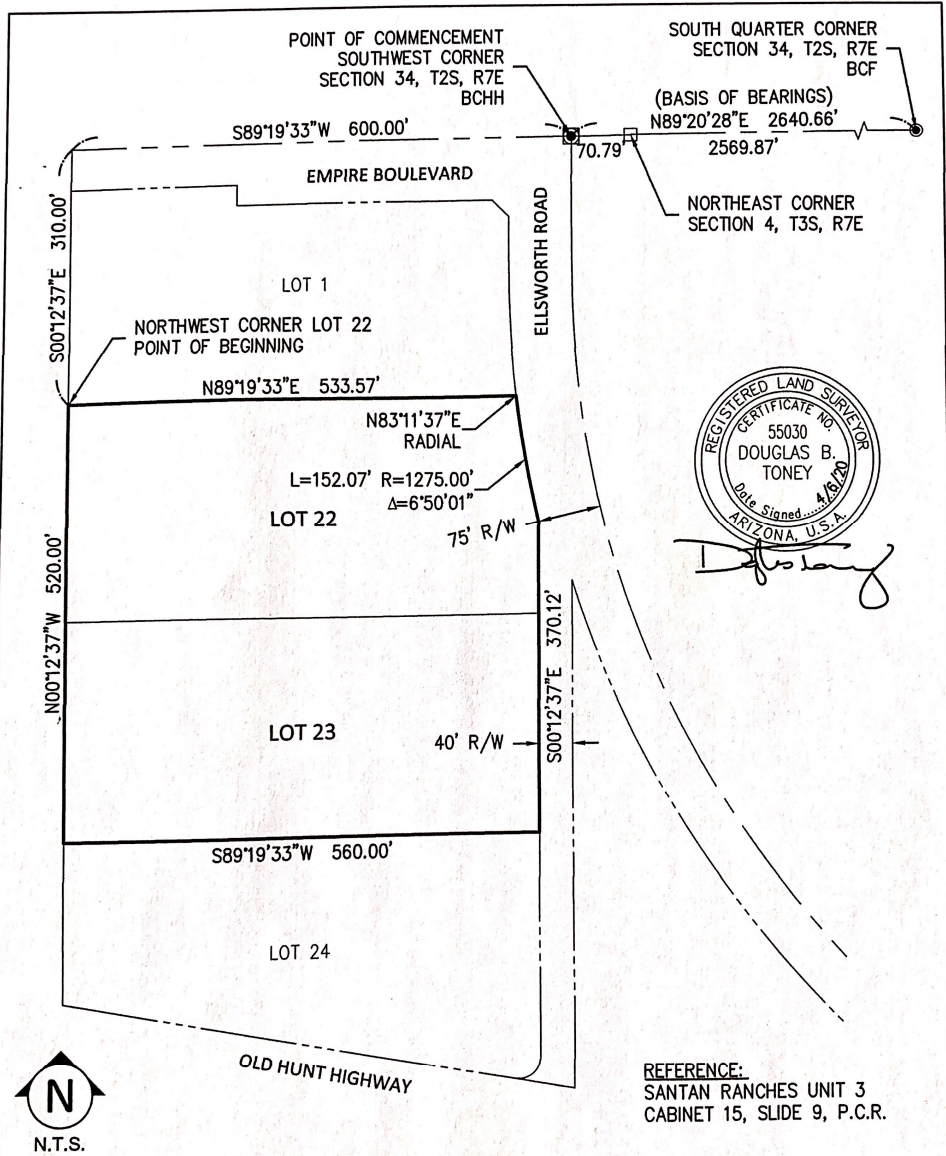 POINT OF COMMENCEMENT
SOUTHWEST CORNER
SECTION 34, T2S, R7E
BCHH
SOUTH QUARTER CORNER
SECTION 34, T2S, R7E
BCF
(BASIS OF BEARINGS)
N89°20'28"E 2640.66'
S89°19'33"W 600.00'
70.79'
2569.87'
EMPIRE BOULEVARD
NORTHEAST CORNER
SECTION 4, T3S, R7E
S00°12'37"E 310.00'
ELLSWORTH ROAD
LOT 1
NORTHWEST CORNER LOT 22
POINT OF BEGINNING
N89°19'33"E 533.57'
N83°11'37"E
RADIAL
L=152.07' R=1275.00'
Δ=6°50'01"
LOT 22
75' R/W
REGISTERED LAND SURVEYOR
CERTIFICATE NO.
55030
DOUGLAS B.
TONEY
Date Signed....4/6/20
ARIZONA, U.S.A.
N00°12'37"W 520.00'
S00°12'37"E 370.12'
LOT 23
40' R/W
S89°19'33"W 560.00'
LOT 24
OLD HUNT HIGHWAY
N
N.T.S.
REFERENCE:
SANTAN RANCHES UNIT 3
CABINET 15, SLIDE 9, P.C.R.